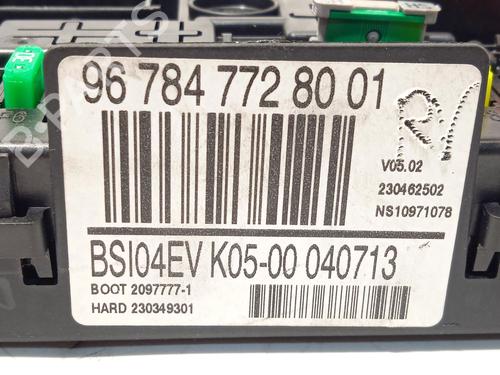 96 784 772 80 01
V05.02
230462502
NS10971078
BSI04EV K05-00 040713
BOOT 2097777-1
HARD 230349301